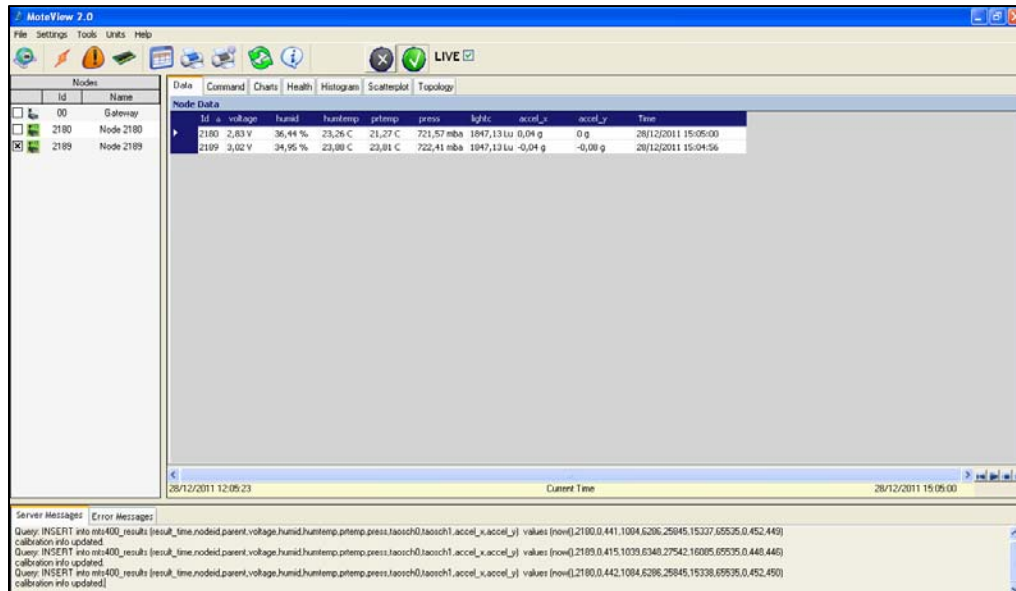 MoteView 2.0
File Settings Tools Units Help
LIVE
Nodes
Id Name
00 Gateway
2180 Node 2180
2189 Node 2189
Data Command Charts Health Histogram Scatterplot Topology
Node Data
Id voltage humid humtemp prtemp press lightc accel_x accel_y Time
2180 2,83 V 36,44 % 23,26 C 21,27 C 721,57 mba 1847,13 Lu 0,04 g 0 g 28/12/2011 15:05:00
2189 3,02 V 34,95 % 23,88 C 23,81 C 722,41 mba 1847,13 Lu -0,04 g -0,08 g 28/12/2011 15:04:56
28/12/2011 12:05:23 Current Time 28/12/2011 15:05:00
Server Messages Error Messages
Query: INSERT into mts400_results (result_time,nodeid,parent,voltage,humid,humtemp,prtemp,press,taosch0,taosch1,accel_x,accel_y) values (now(),2180,0,441,1084,6286,25845,15337,65535,0,452,449)
calibration info updated.
Query: INSERT into mts400_results (result_time,nodeid,parent,voltage,humid,humtemp,prtemp,press,taosch0,taosch1,accel_x,accel_y) values (now(),2189,0,415,1039,6348,27542,16085,65535,0,448,446)
calibration info updated.
Query: INSERT into mts400_results (result_time,nodeid,parent,voltage,humid,humtemp,prtemp,press,taosch0,taosch1,accel_x,accel_y) values (now(),2180,0,442,1084,6286,25845,15338,65535,0,452,450)
calibration info updated.